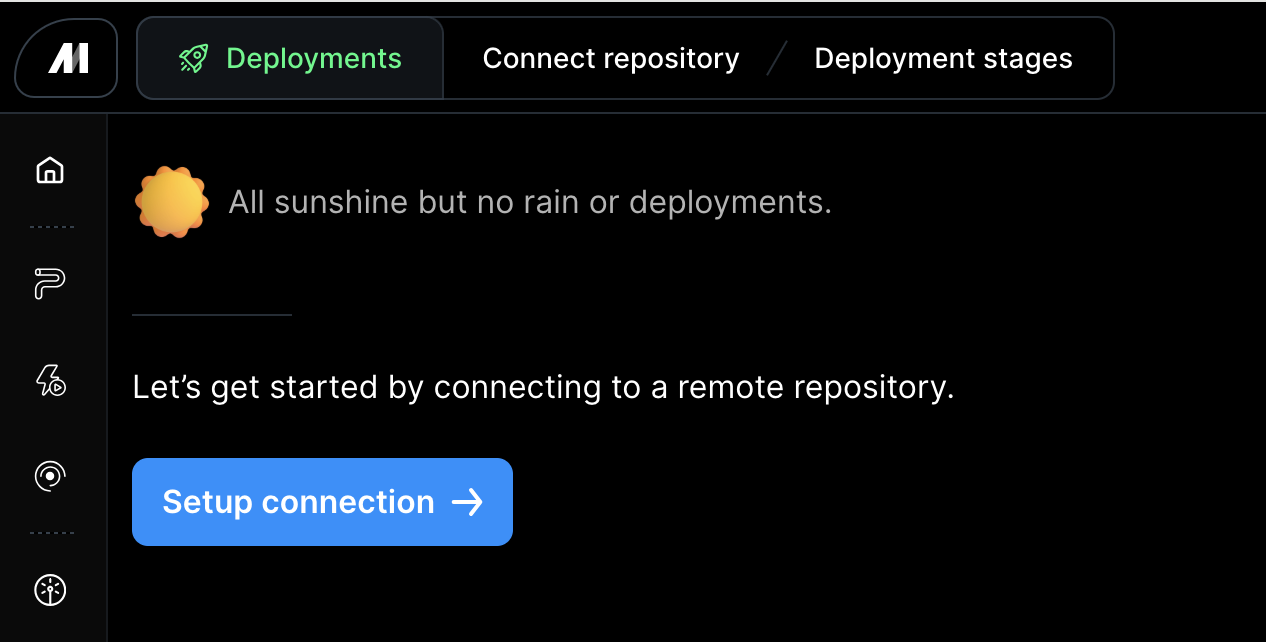 Deployments
Connect repository / Deployment stages
All sunshine but no rain or deployments.
Let’s get started by connecting to a remote repository.
Setup connection →